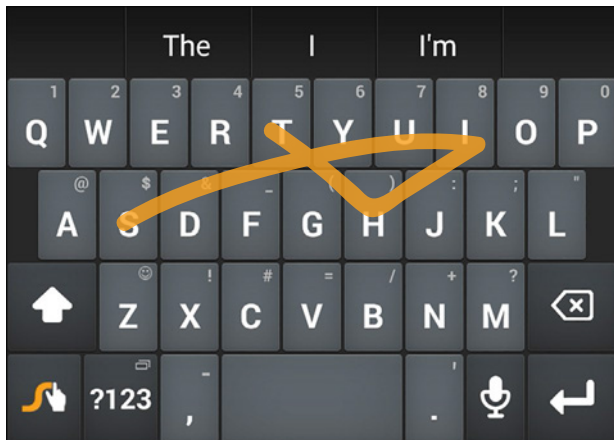 The I I'm
1 2 3 4 5 6 7 8 9 0
Q W E R T Y U I O P
@ $ & _ ( ) : ; "
A S D F G H J K L
! # = / + ?
Z X C V B N M
?123 , - . '